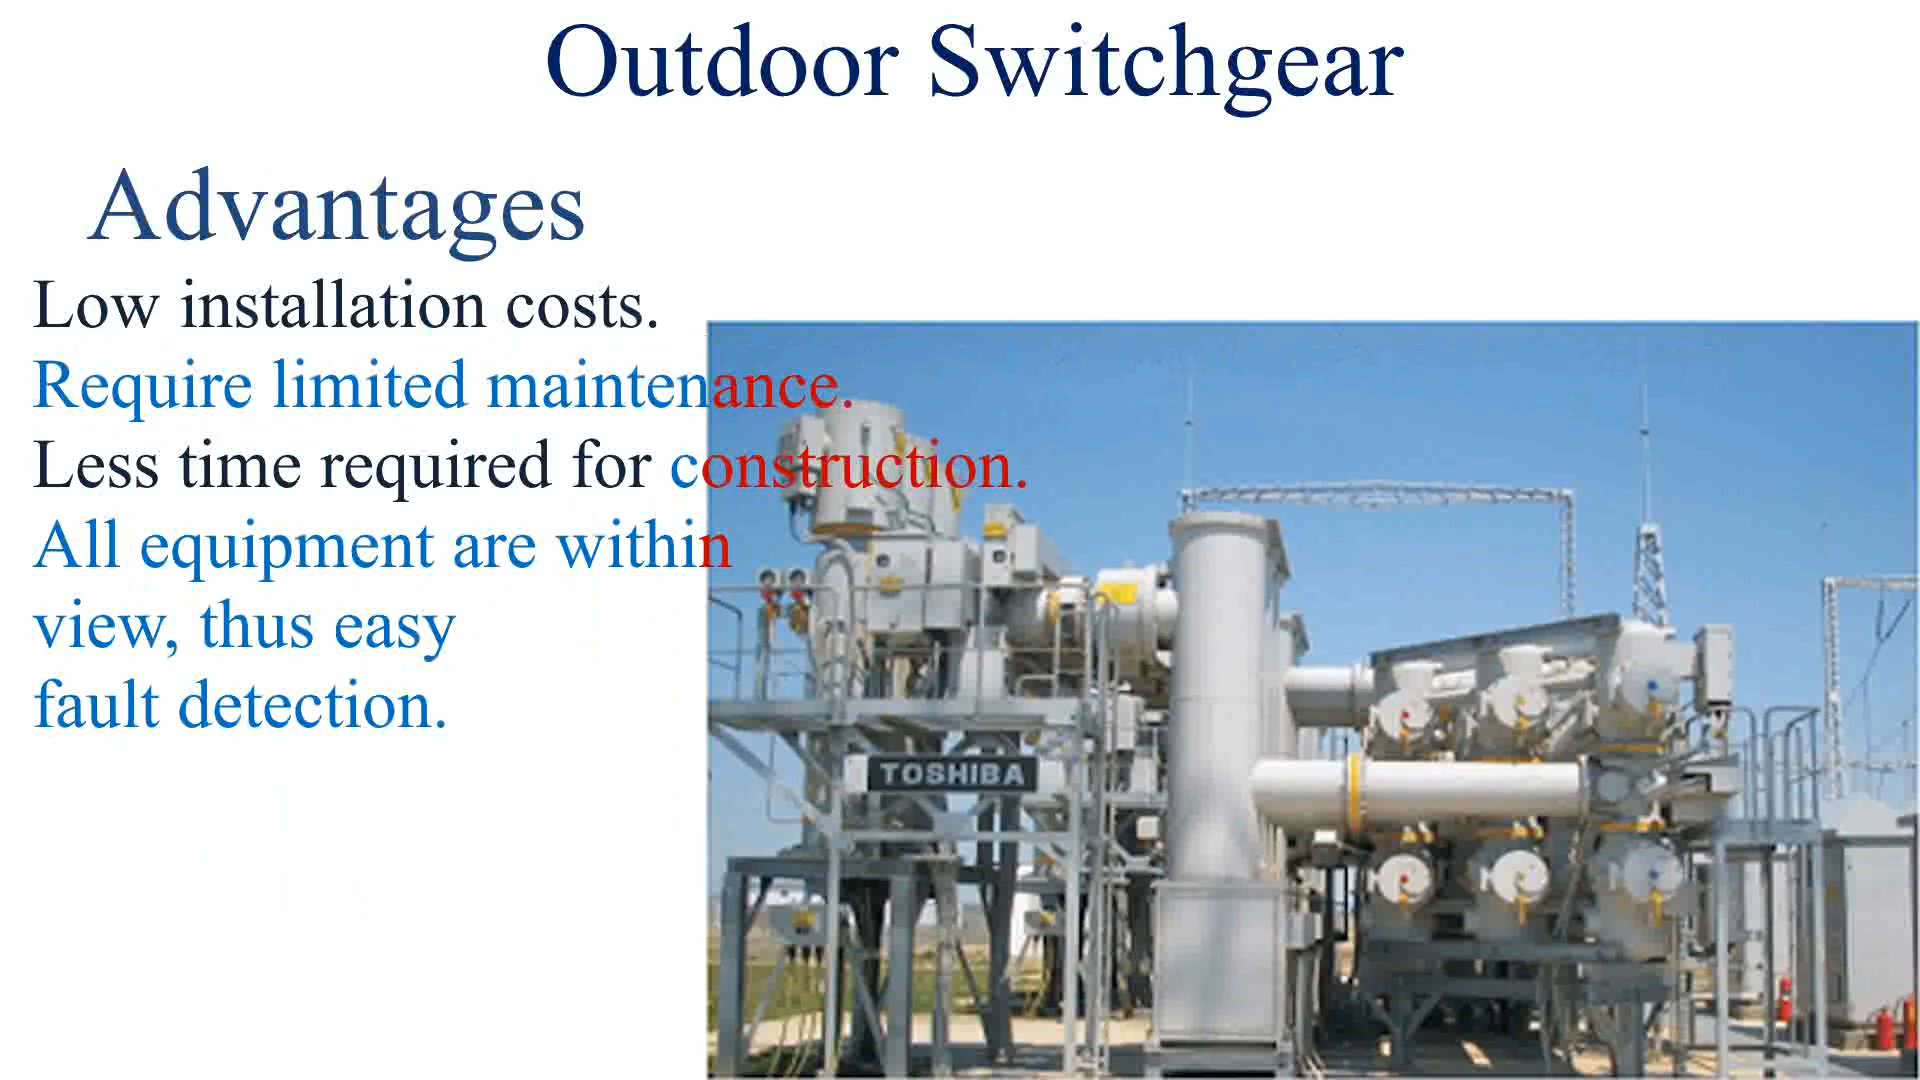 Outdoor Switchgear
Advantages
Low installation costs.
Require limited maintenance.
Less time required for construction.
All equipment are within
view, thus easy
fault detection.
TOSHIBA